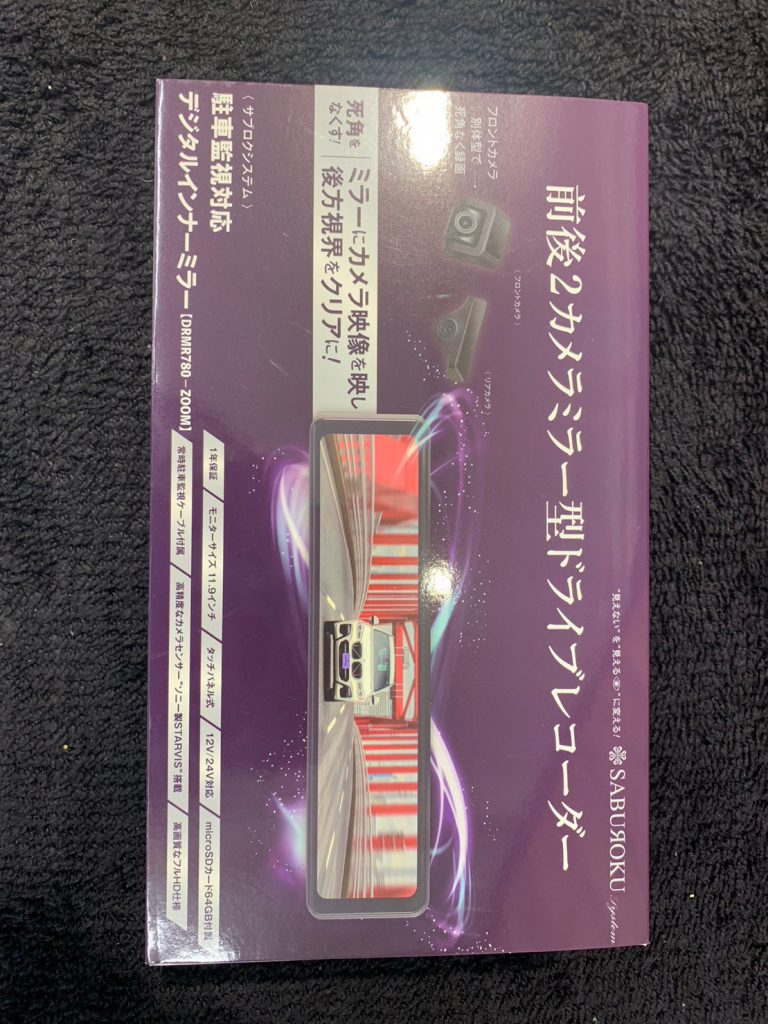 "見えない"を"見える"に変える!
SABUЯOKU System
前後2カメラミラー型ドライブレコーダー
フロントカメラ
別体型で
死角なく録画
〈フロントカメラ〉
〈リアカメラ〉
死角を
なくす!
ミラーにカメラ映像を映し
後方視界をクリアに!
〈サブロクシステム〉
駐車監視対応
デジタルインナーミラー【DRMR780-ZOOM】
1年保証 / モニターサイズ 11.9インチ / タッチパネル式 / 12V/24V対応 / microSDカード64GB付属
常時駐車監視ケーブル付属 / 高精度なカメラセンサー"ソニー製STARVIS"搭載 / 高画質なフルHD仕様